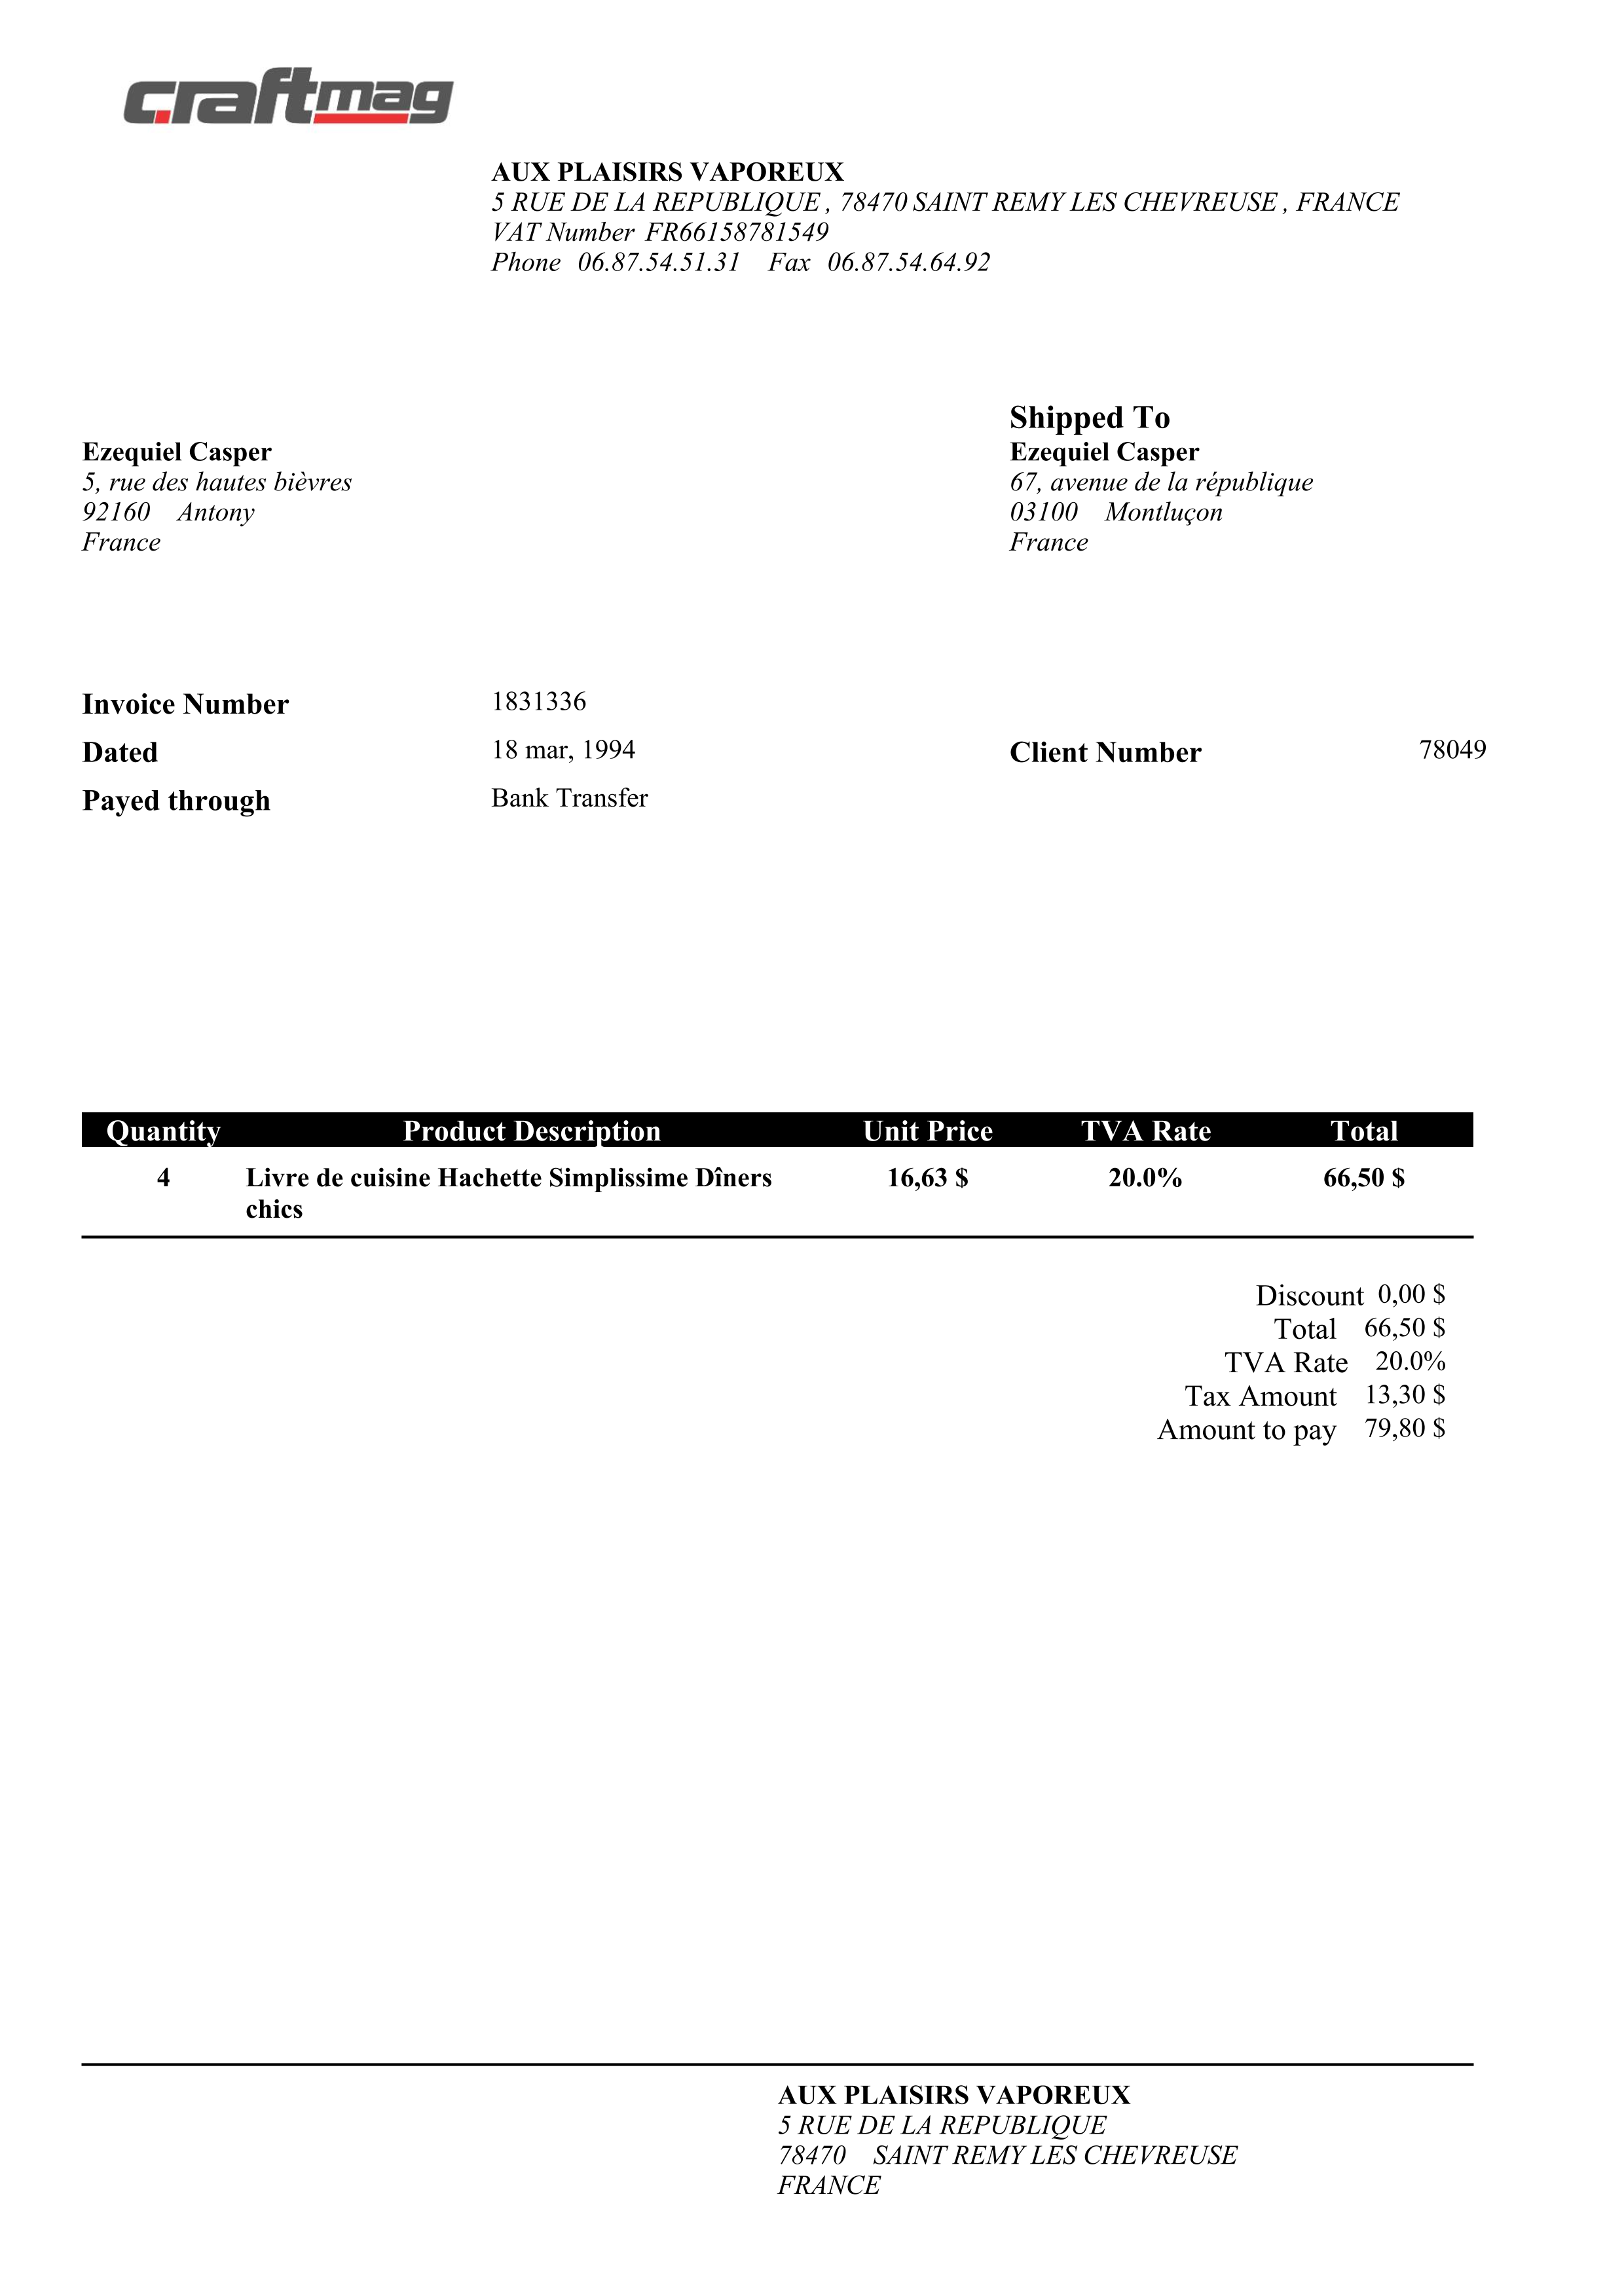 craftmag
AUX PLAISIRS VAPOREUX
5 RUE DE LA REPUBLIQUE , 78470 SAINT REMY LES CHEVREUSE , FRANCE
VAT Number FR66158781549
Phone 06.87.54.51.31 Fax 06.87.54.64.92
Shipped To
Ezequiel Casper Ezequiel Casper
5, rue des hautes bièvres 67, avenue de la république
92160 Antony 03100 Montluçon
France France
Invoice Number 1831336
Dated 18 mar, 1994 Client Number 78049
Payed through Bank Transfer
Quantity Product Description Unit Price TVA Rate Total
4 Livre de cuisine Hachette Simplissime Dîners 16,63 $ 20.0% 66,50 $
chics
Discount 0,00 $
Total 66,50 $
TVA Rate 20.0%
Tax Amount 13,30 $
Amount to pay 79,80 $
AUX PLAISIRS VAPOREUX
5 RUE DE LA REPUBLIQUE
78470 SAINT REMY LES CHEVREUSE
FRANCE